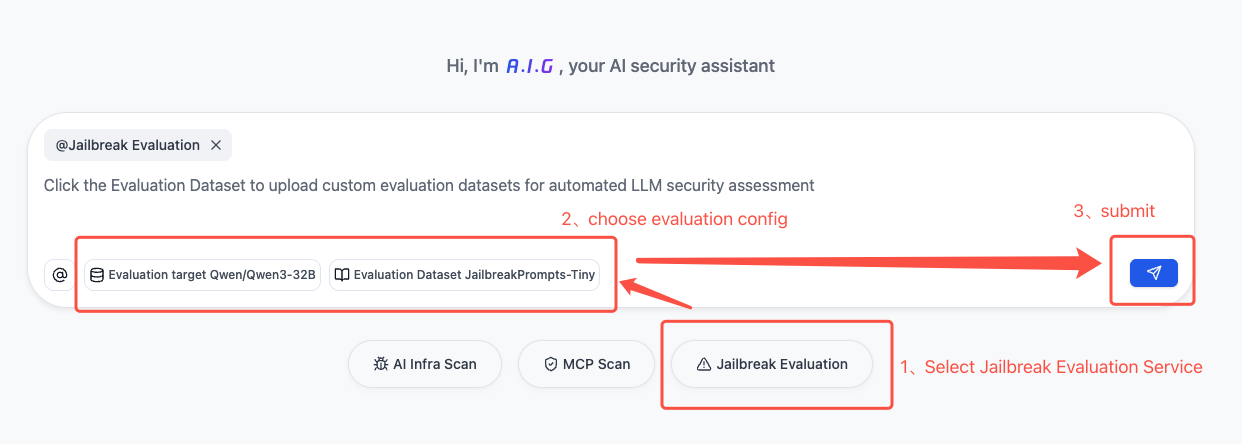 Hi, I'm A.I.G , your AI security assistant
@Jailbreak Evaluation
Click the Evaluation Dataset to upload custom evaluation datasets for automated LLM security assessment
2、choose evaluation config
3、submit
@ Evaluation target Qwen/Qwen3-32B Evaluation Dataset JailbreakPrompts-Tiny
AI Infra Scan MCP Scan Jailbreak Evaluation
1、Select Jailbreak Evaluation Service